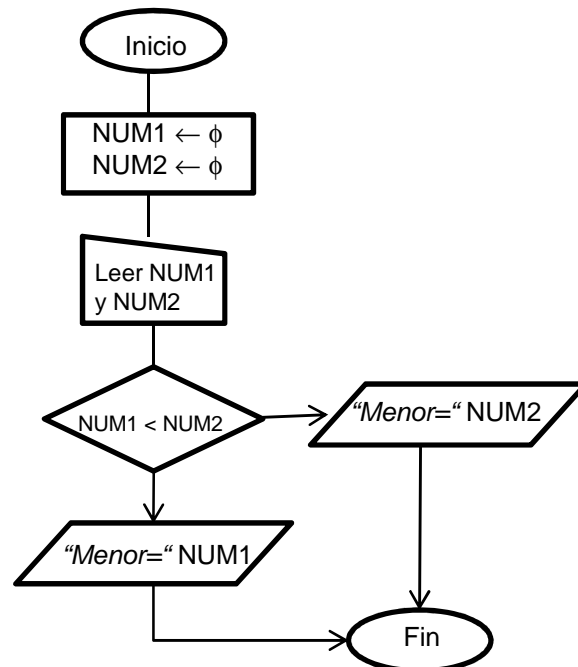 Inicio
NUM1 ← ϕ
NUM2 ← ϕ
Leer NUM1
y NUM2
NUM1 < NUM2
“Menor=“ NUM2
“Menor=“ NUM1
Fin